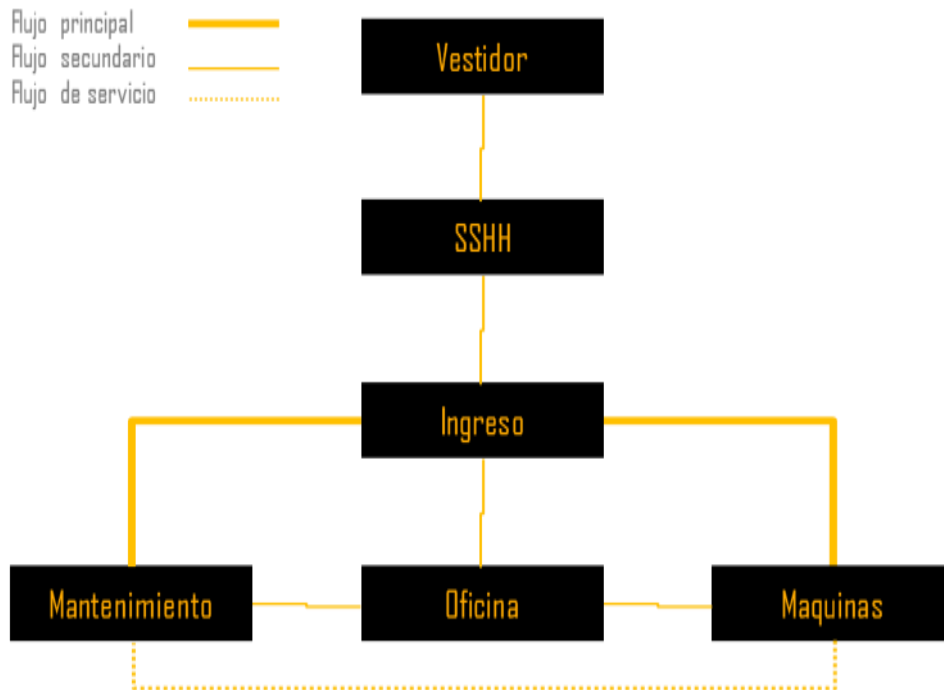 Flujo principal
Flujo secundario
Flujo de servicio
Vestidor
SSHH
Ingreso
Mantenimiento
Oficina
Maquinas